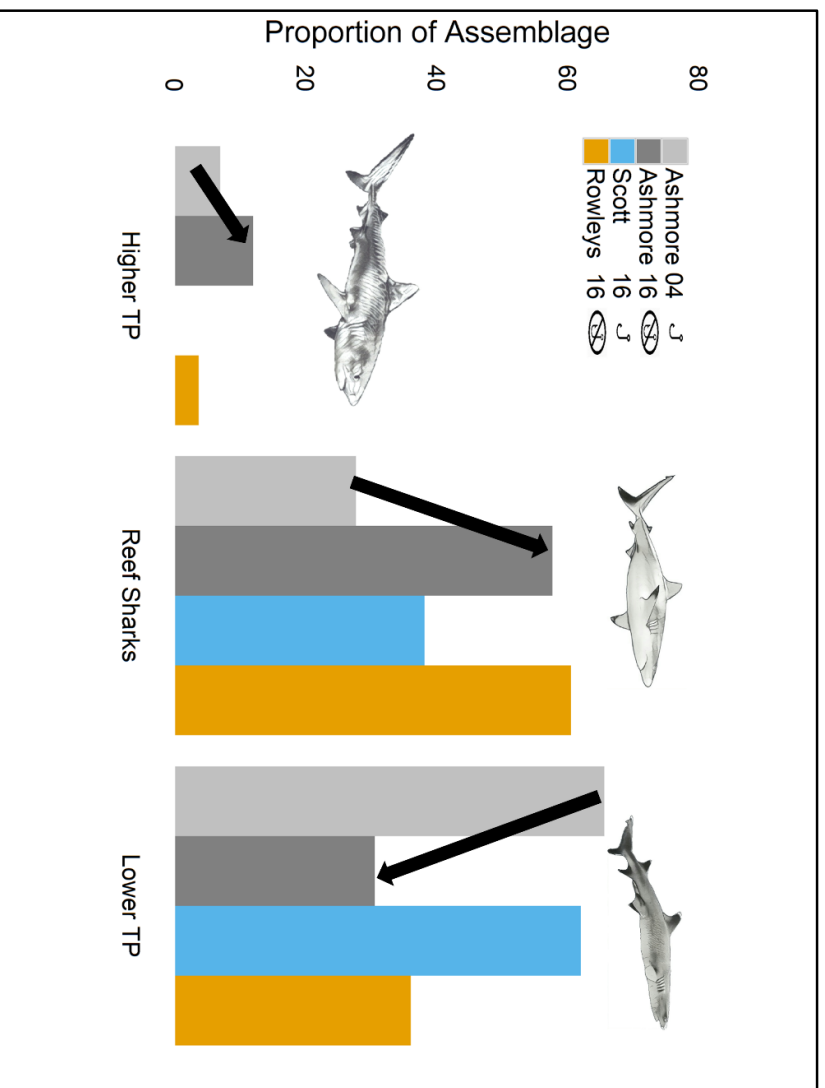 Proportion of Assemblage
80
60
40
20
0
Ashmore 04
Ashmore 16
Scott 16
Rowleys 16
Higher TP
Reef Sharks
Lower TP